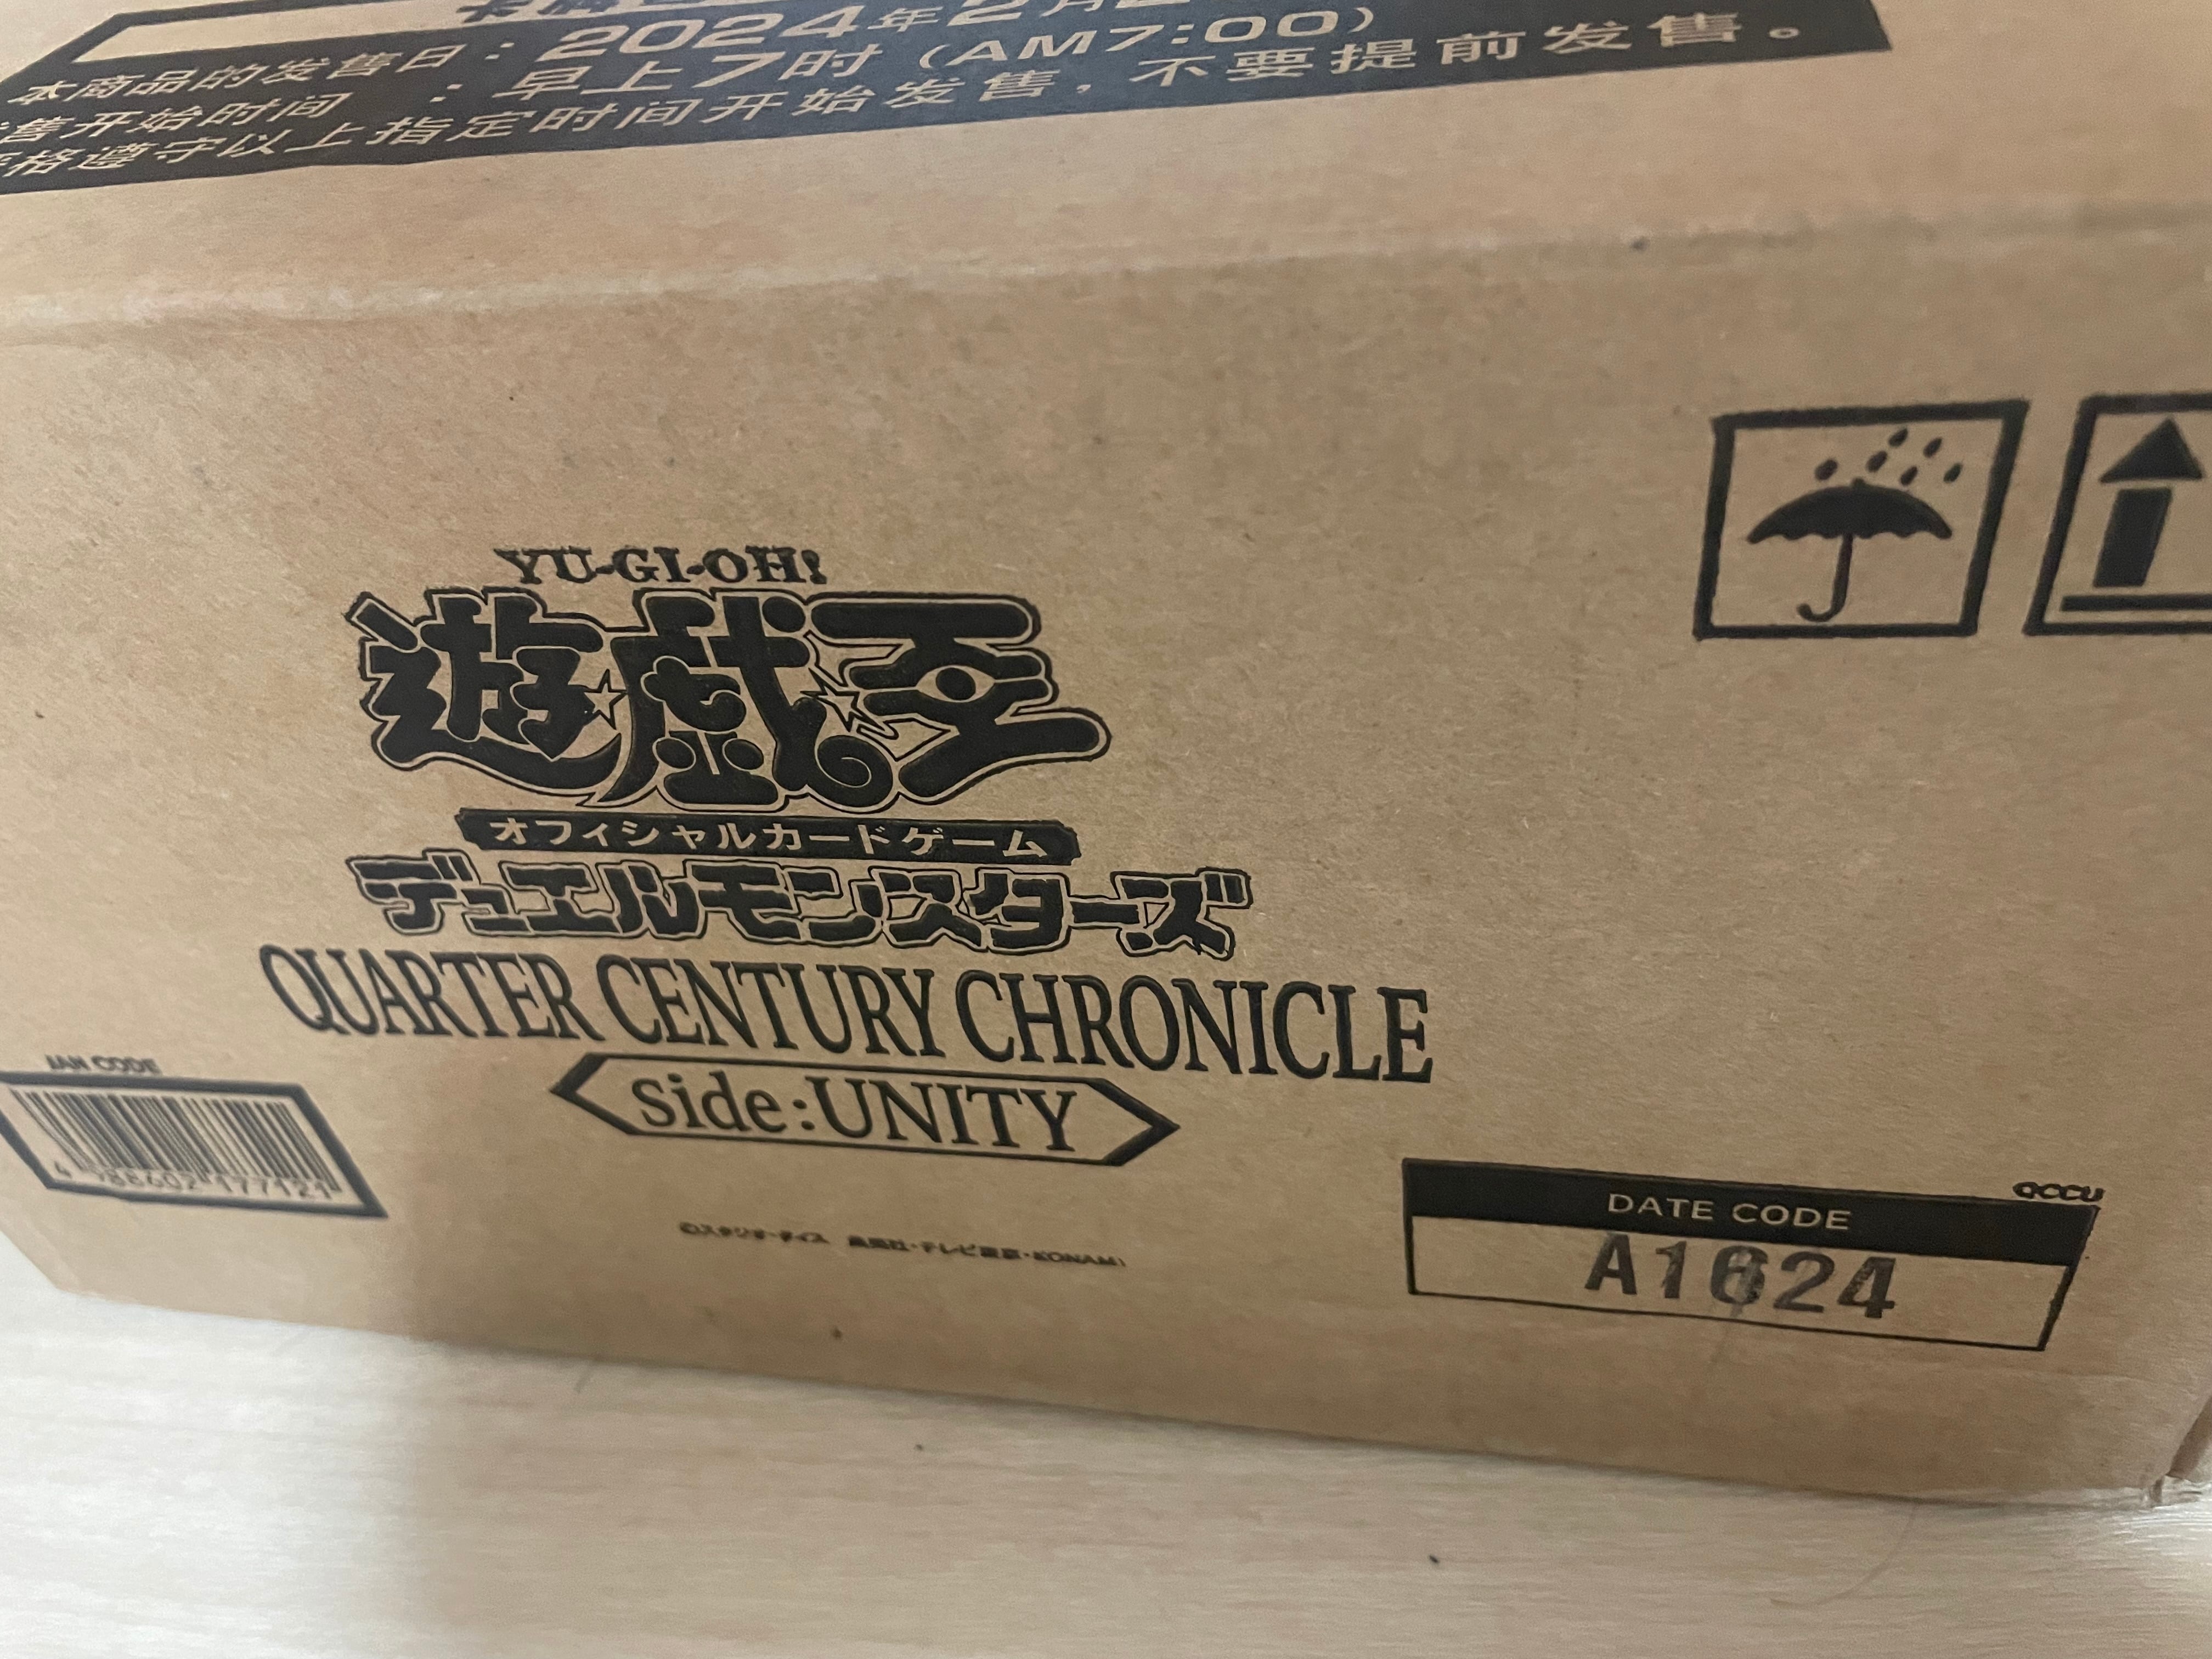 本商品的发售日：2024年2月
售开始时间：早上7时（AM7:00）
格遵守以上指定时间开始发售，不要提前发售。
YU-GI-OH!
遊戯王
オフィシャルカードゲーム
デュエルモンスターズ
QUARTER CENTURY CHRONICLE
side:UNITY
JAN CODE
4 988602 177121
QCCU
DATE CODE
A1624